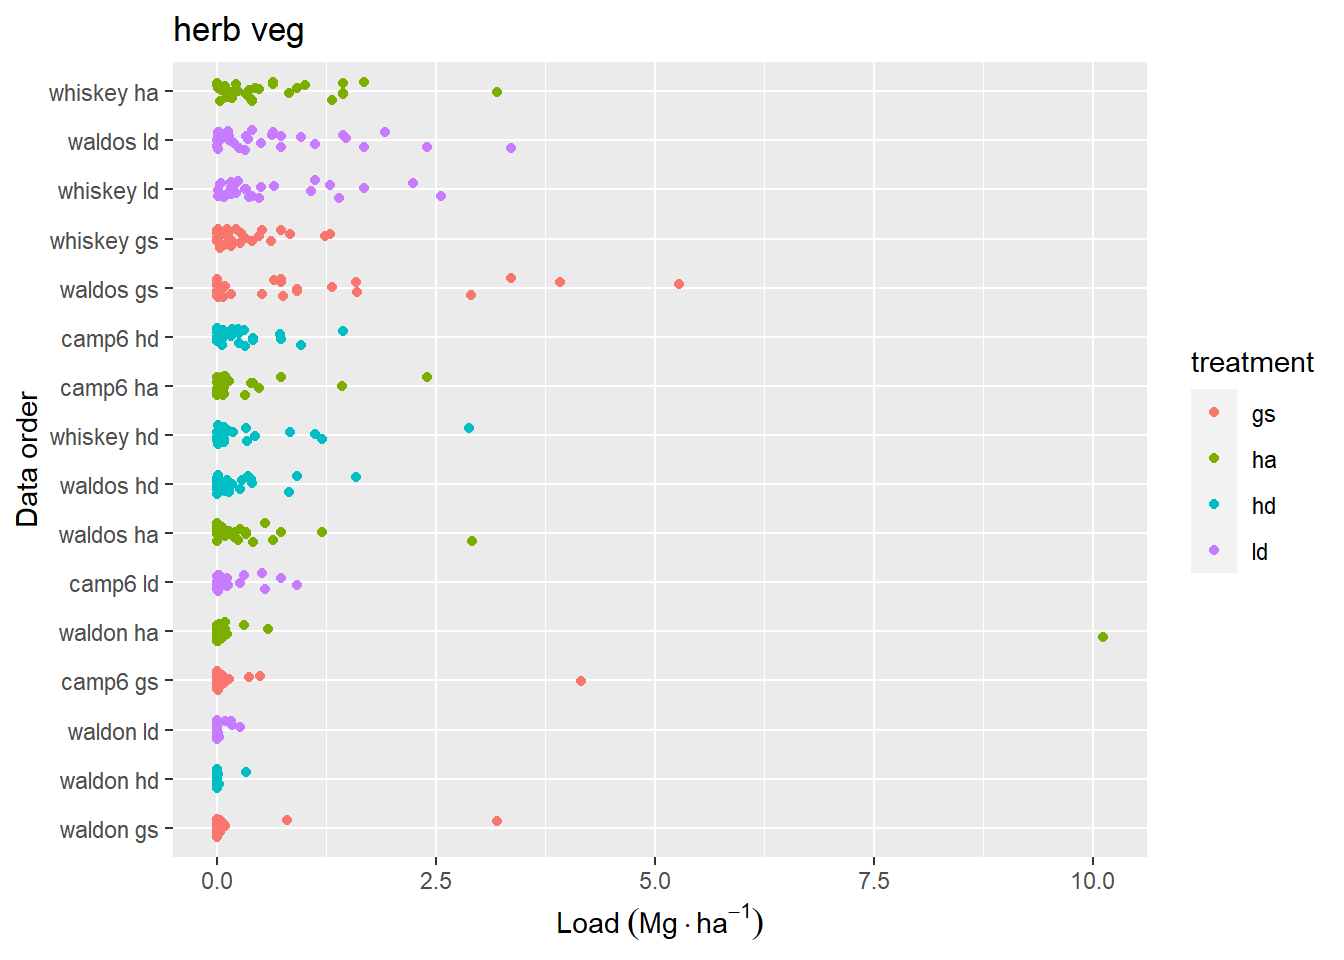 herb veg
whiskey ha
waldos ld
whiskey ld
whiskey gs
waldos gs
camp6 hd
camp6 ha
whiskey hd
waldos hd
waldos ha
camp6 ld
waldon ha
camp6 gs
waldon ld
waldon hd
waldon gs
Data order
0.0 2.5 5.0 7.5 10.0
Load (Mg · ha⁻¹)
treatment
gs
ha
hd
ld